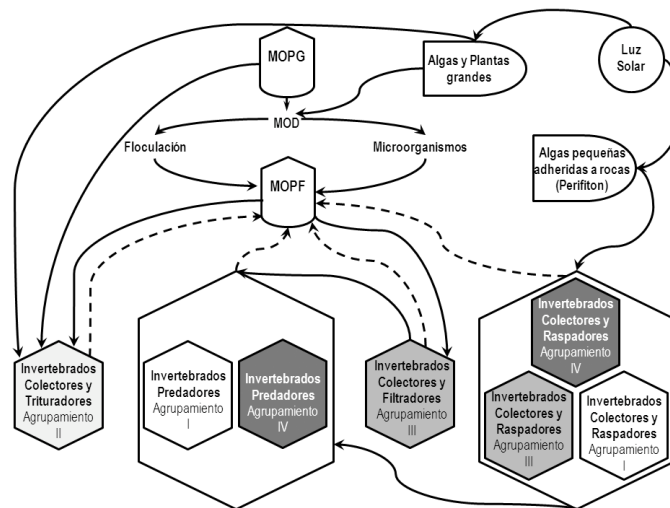 MOPG
Algas y Plantas
grandes
Luz
Solar
MOD
Floculación
Microorganismos
Algas pequeñas
adheridas a rocas
(Perifiton)
MOPF
Invertebrados
Colectores y
Trituradores
Agrupamiento
II
Invertebrados
Predadores
Agrupamiento
I
Invertebrados
Predadores
Agrupamiento
IV
Invertebrados
Colectores y
Filtradores
Agrupamiento
III
Invertebrados
Colectores y
Raspadores
Agrupamiento
IV
Invertebrados
Colectores y
Raspadores
Agrupamiento
III
Invertebrados
Colectores y
Raspadores
Agrupamiento
I